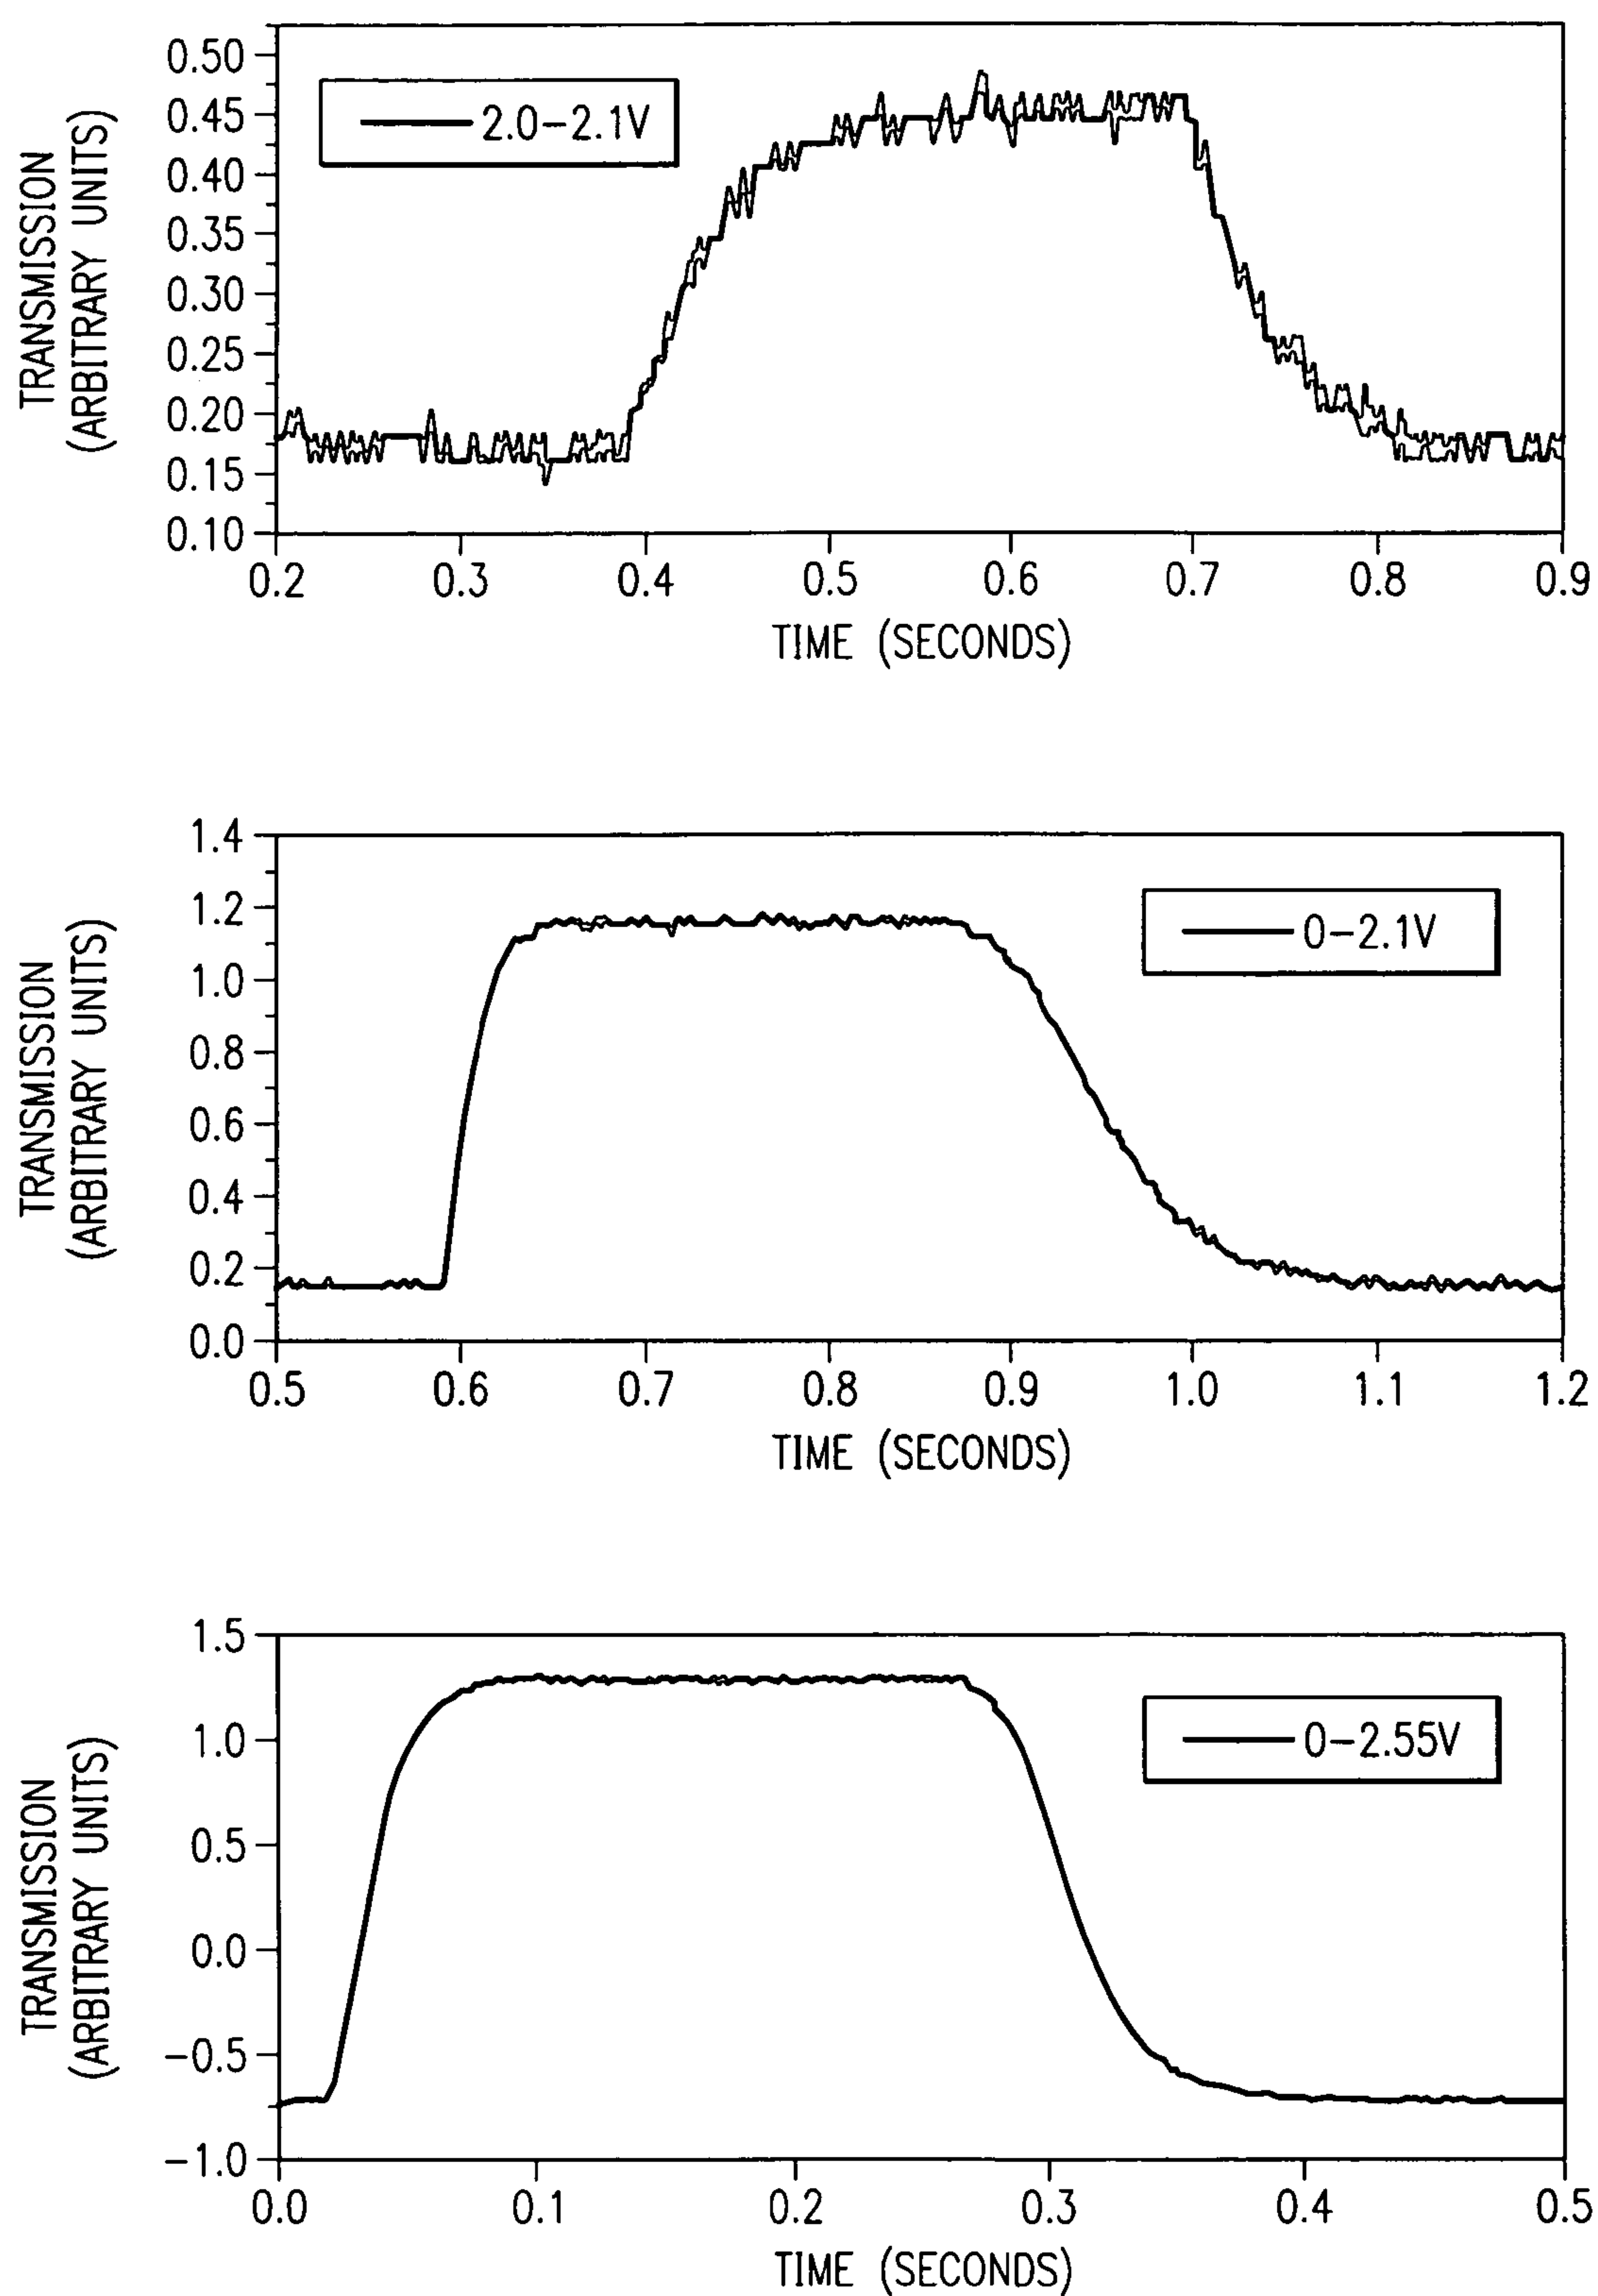 TRANSMISSION
(ARBITRARY UNITS)
0.50
0.45
0.40
0.35
0.30
0.25
0.20
0.15
0.10
2.0–2.1V
0.2 0.3 0.4 0.5 0.6 0.7 0.8 0.9
TIME (SECONDS)
TRANSMISSION
(ARBITRARY UNITS)
1.4
1.2
1.0
0.8
0.6
0.4
0.2
0.0
0–2.1V
0.5 0.6 0.7 0.8 0.9 1.0 1.1 1.2
TIME (SECONDS)
TRANSMISSION
(ARBITRARY UNITS)
1.5
1.0
0.5
0.0
−0.5
−1.0
0–2.55V
0.0 0.1 0.2 0.3 0.4 0.5
TIME (SECONDS)